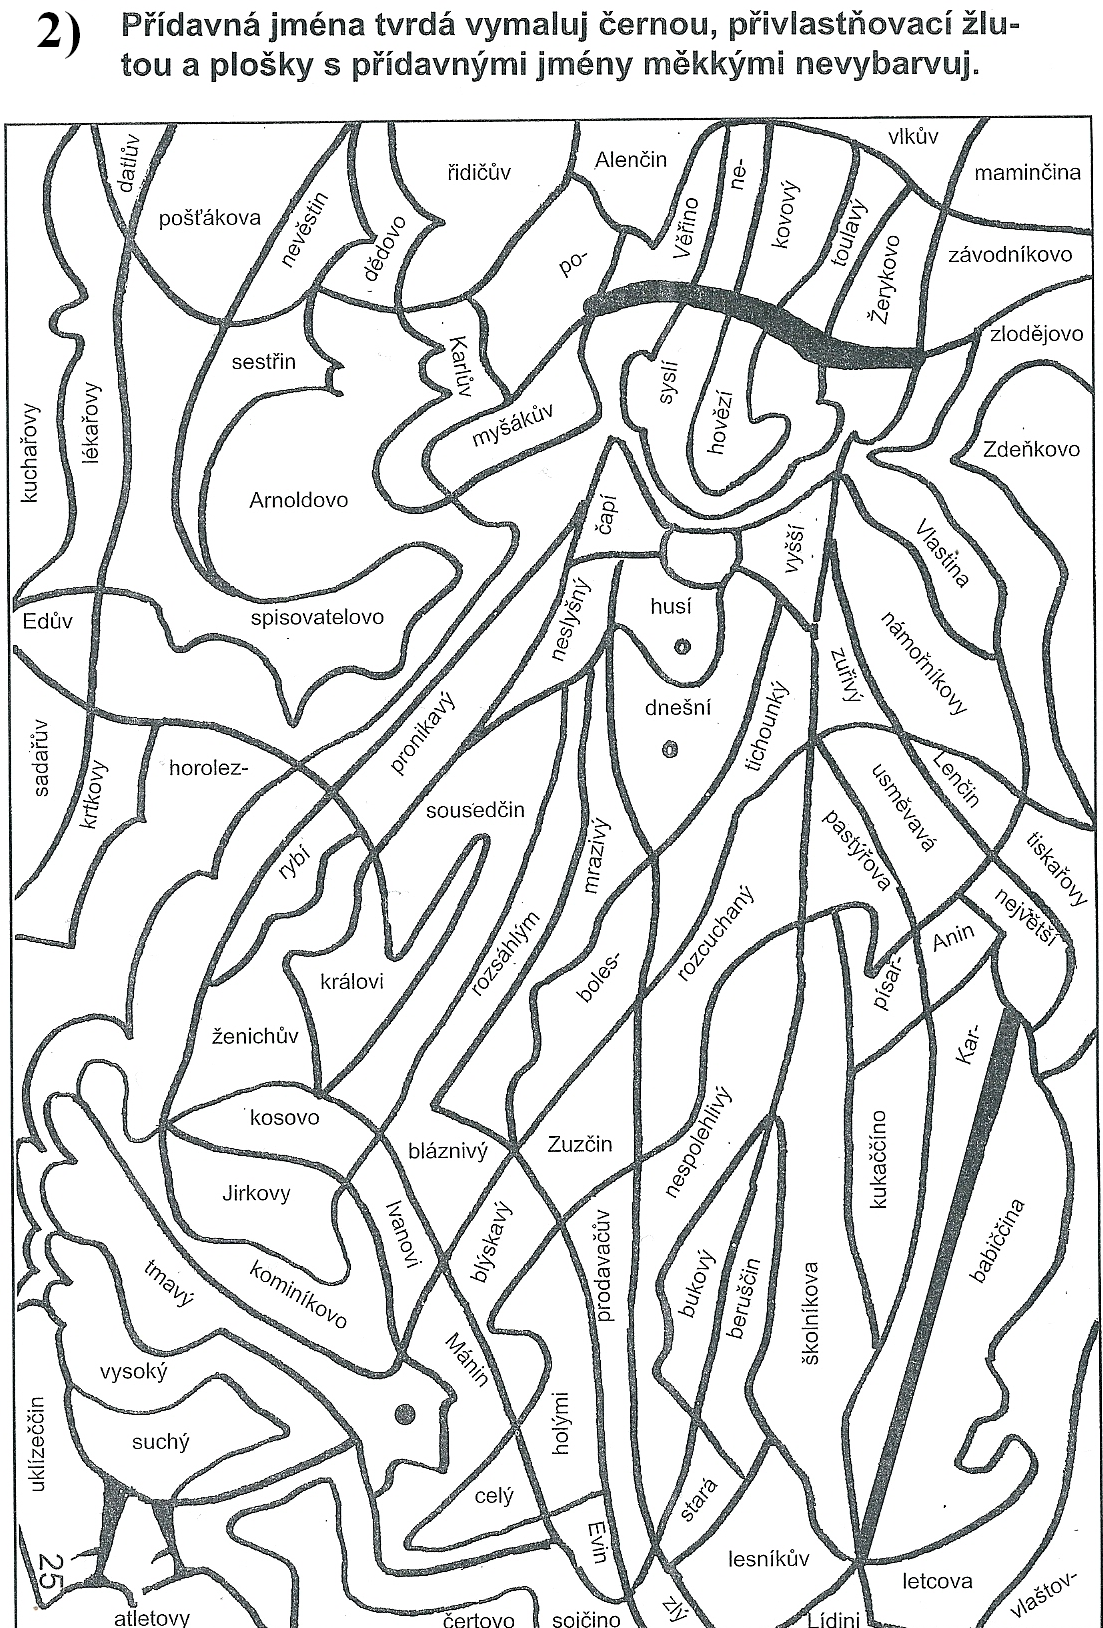 2) Přídavná jména tvrdá vymaluj černou, přivlastňovací žlu-
tou a plošky s přídavnými jmény měkkými nevybarvuj.
datlův
pošťákova
nevěstin
dědovo
řidičův
Alenčin
Věřino
ne-
kovový
toulavý
vlkův
maminčina
po-
Žerykovo
závodníkovo
zlodějovo
sestřin
Karlův
myšákův
syslí
hovězí
kuchařovy
lékařovy
Arnoldovo
Zdeňkovo
čapí
vyšší
Vlastina
Edův
spisovatelovo
neslyšný
husí
zuřivý
námořníkovy
dnešní
sadařův
krtkovy
horolez-
pronikavý
tichounký
Lenčin
usměvavá
sousedčin
rybí
mrazivý
pastýřova
tiskařovy
největší
Anin
královi
rozsáhlým
boles-
rozcuchaný
písař-
ženichův
Kar-
kosovo
bláznivý
Zuzčin
nespolehlivý
kukaččíno
Jirkovy
Ivanovi
blýskavý
prodavačův
babiččina
tmavý
kominíkovo
bukový
beruščin
školníkova
vysoký
Mánin
uklízeččin
suchý
holými
celý
stará
Evin
lesníkův
letcova
vlaštov-
25
atletovy
čertovo
sojčino
zlý
Lídini